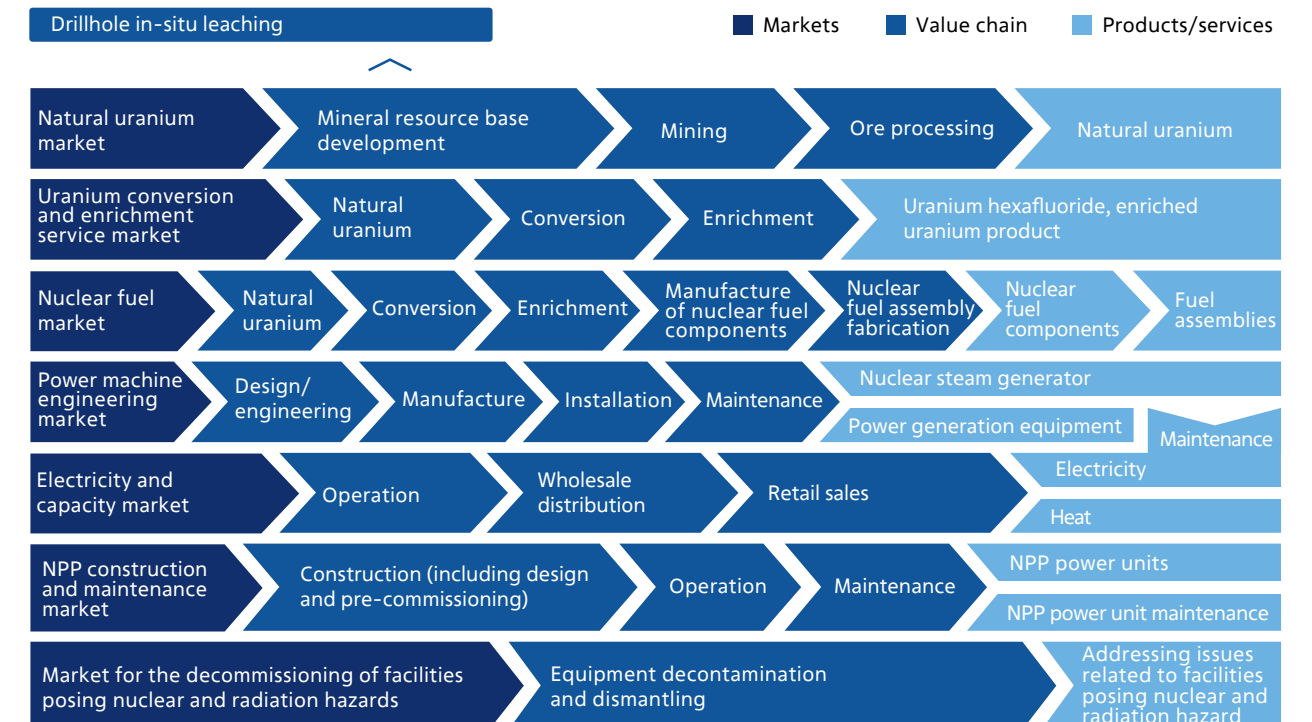 Drillhole in-situ leaching
Markets
Value chain
Products/services
Natural uranium
market
Mineral resource base
development
Mining
Ore processing
Natural uranium
Uranium conversion
and enrichment
service market
Natural
uranium
Conversion
Enrichment
Uranium hexafluoride, enriched
uranium product
Nuclear fuel
market
Natural
uranium
Conversion
Enrichment
Manufacture
of nuclear fuel
components
Nuclear
fuel assembly
fabrication
Nuclear
fuel
components
Fuel
assemblies
Power machine
engineering
market
Design/
engineering
Manufacture
Installation
Maintenance
Nuclear steam generator
Power generation equipment
Maintenance
Electricity and
capacity market
Operation
Wholesale
distribution
Retail sales
Electricity
Heat
NPP construction
and maintenance
market
Construction (including design
and pre-commissioning)
Operation
Maintenance
NPP power units
NPP power unit maintenance
Market for the decommissioning of facilities
posing nuclear and radiation hazards
Equipment decontamination
and dismantling
Addressing issues
related to facilities
posing nuclear and
radiation hazard